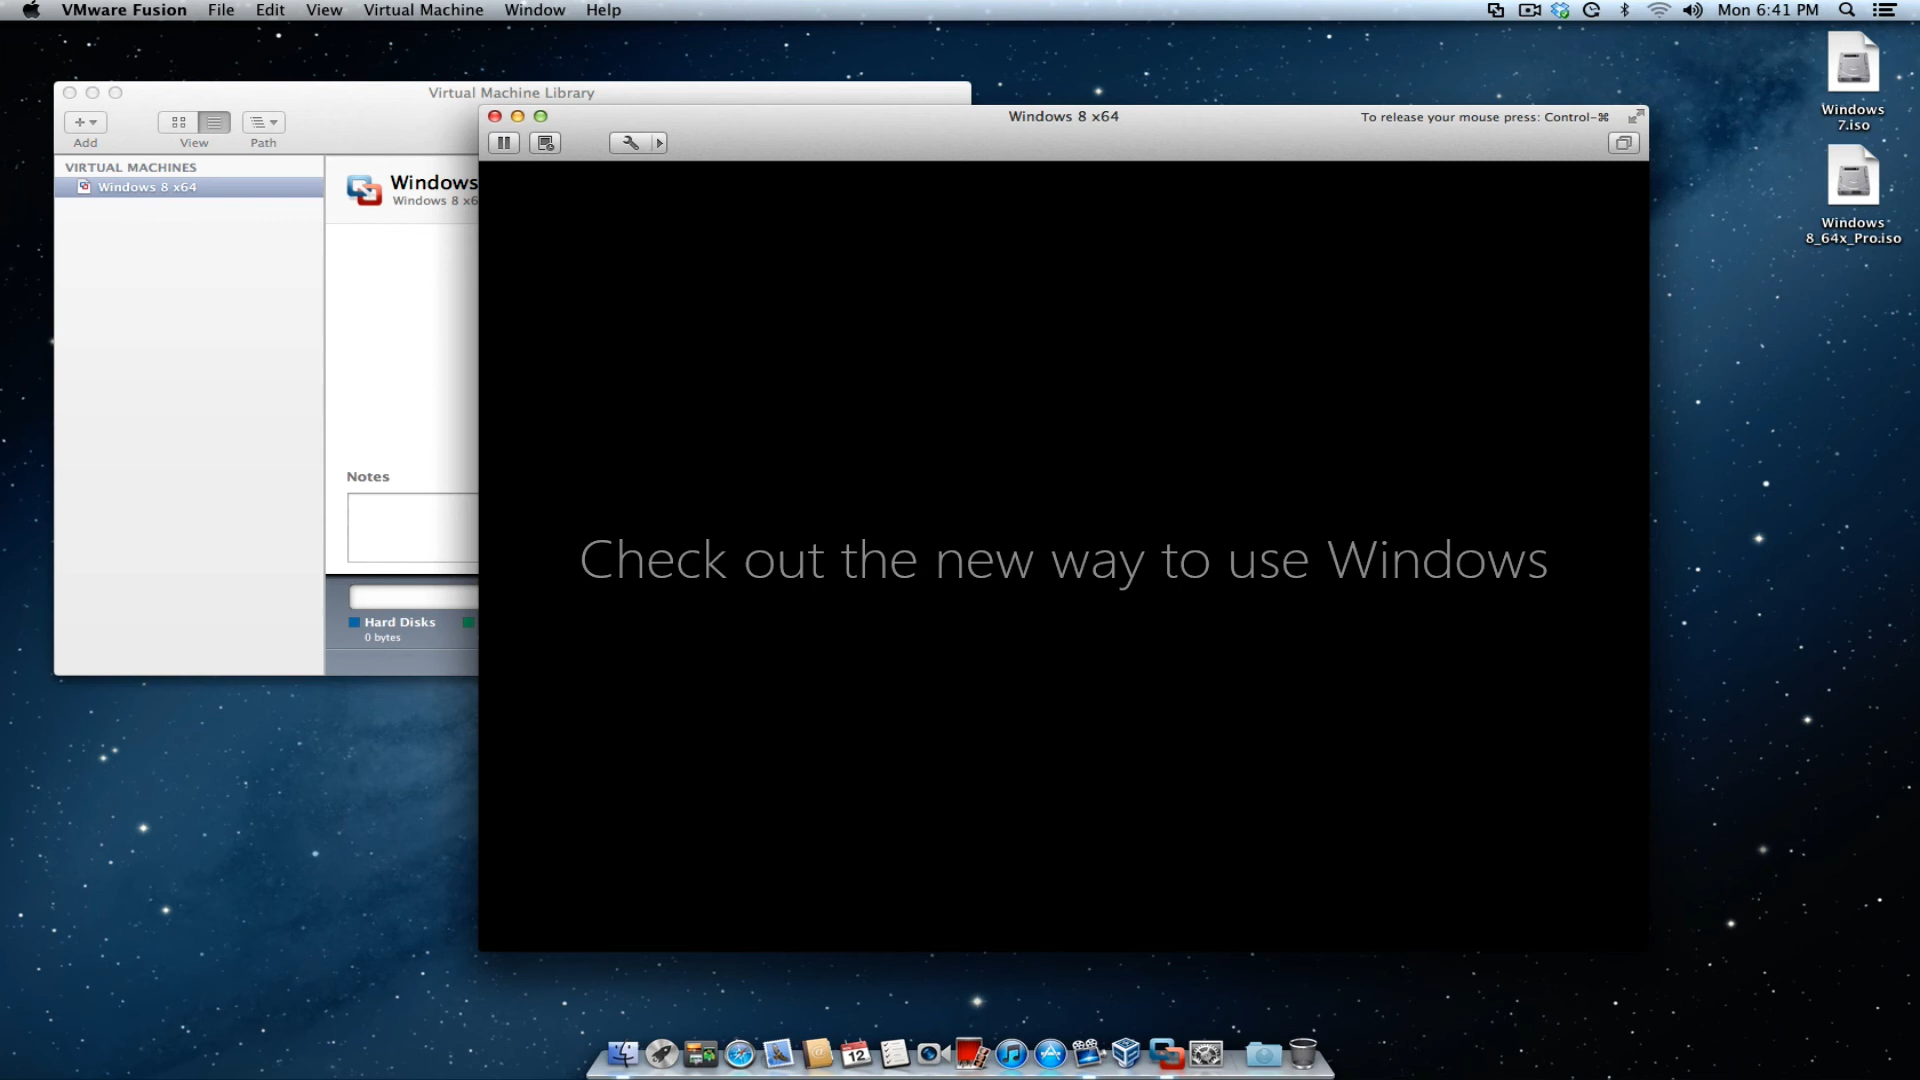 VMware Fusion File Edit View Virtual Machine Window Help Mon 6:41 PM
Windows 7.iso
Windows 8_64x_Pro.iso
Virtual Machine Library
Add View Path
VIRTUAL MACHINES
Windows 8 x64
Windows
Windows 8 x6
Notes
Hard Disks
0 bytes
Windows 8 x64 To release your mouse press: Control-⌘
Check out the new way to use Windows
12